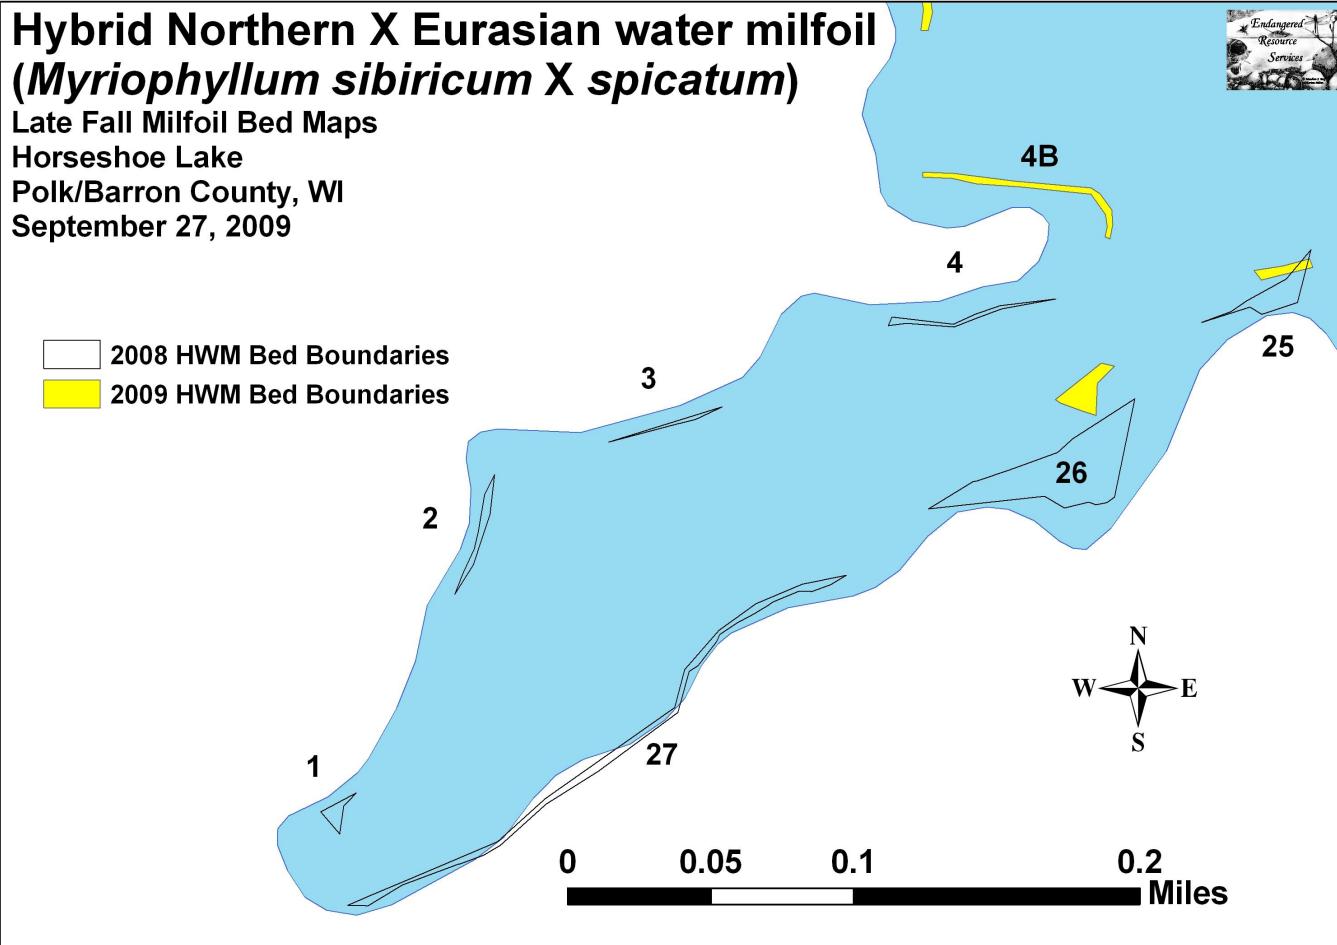 Hybrid Northern X Eurasian water milfoil
(Myriophyllum sibiricum X spicatum)
Late Fall Milfoil Bed Maps
Horseshoe Lake
Polk/Barron County, WI
September 27, 2009
Endangered
Resource
Services
4B
4
25
2008 HWM Bed Boundaries
2009 HWM Bed Boundaries
3
26
2
N
W E
S
27
1
0 0.05 0.1 0.2
Miles